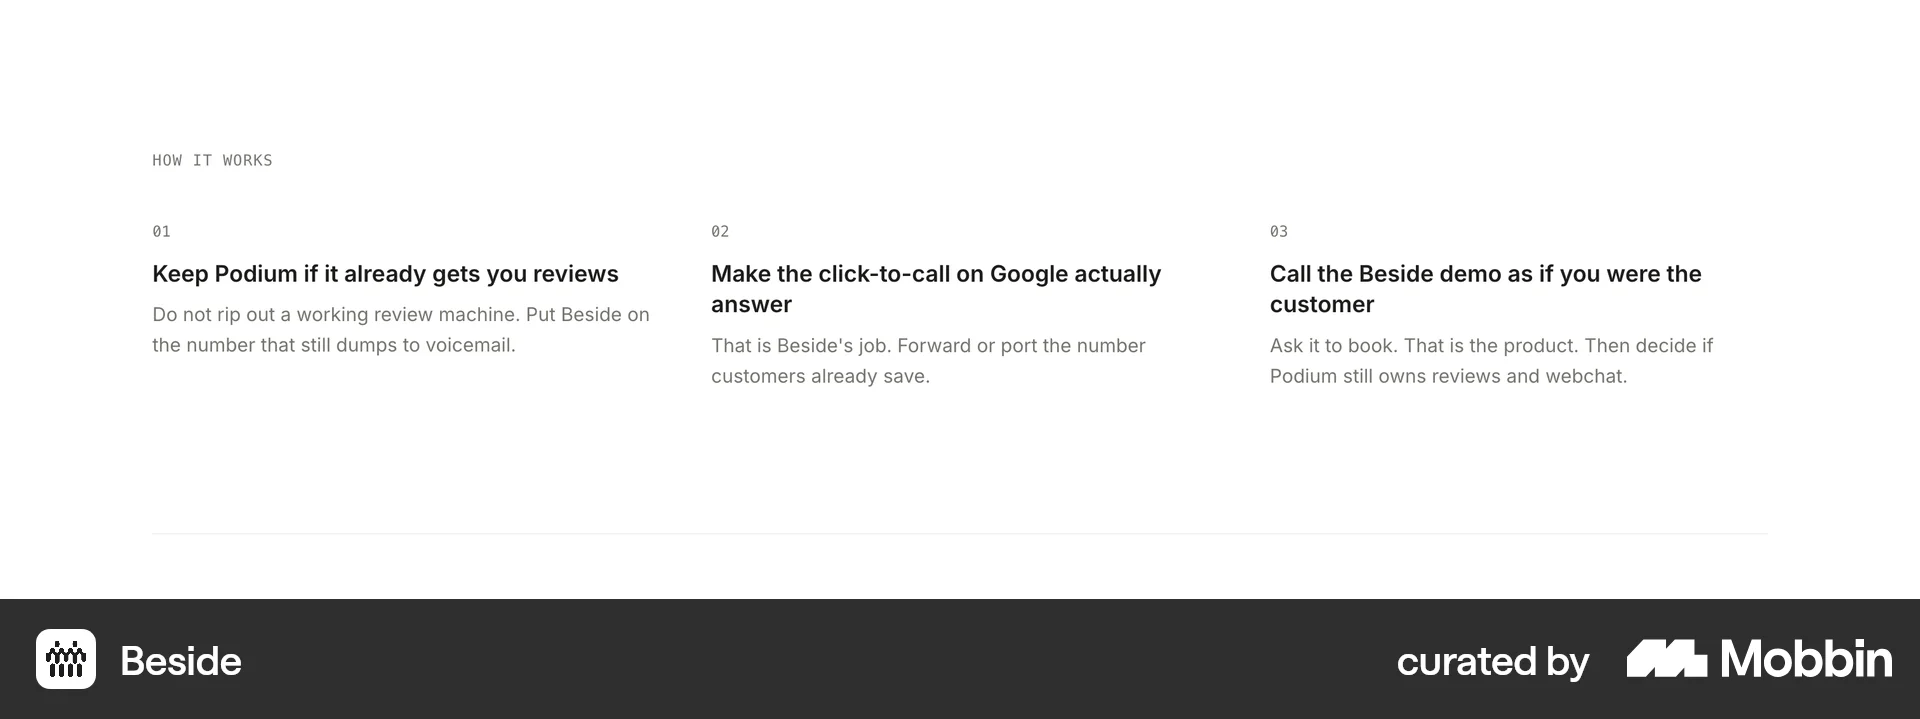 HOW IT WORKS
01
Keep Podium if it already gets you reviews
Do not rip out a working review machine. Put Beside on
the number that still dumps to voicemail.
02
Make the click-to-call on Google actually
answer
That is Beside's job. Forward or port the number
customers already save.
03
Call the Beside demo as if you were the
customer
Ask it to book. That is the product. Then decide if
Podium still owns reviews and webchat.
Beside
curated by Mobbin